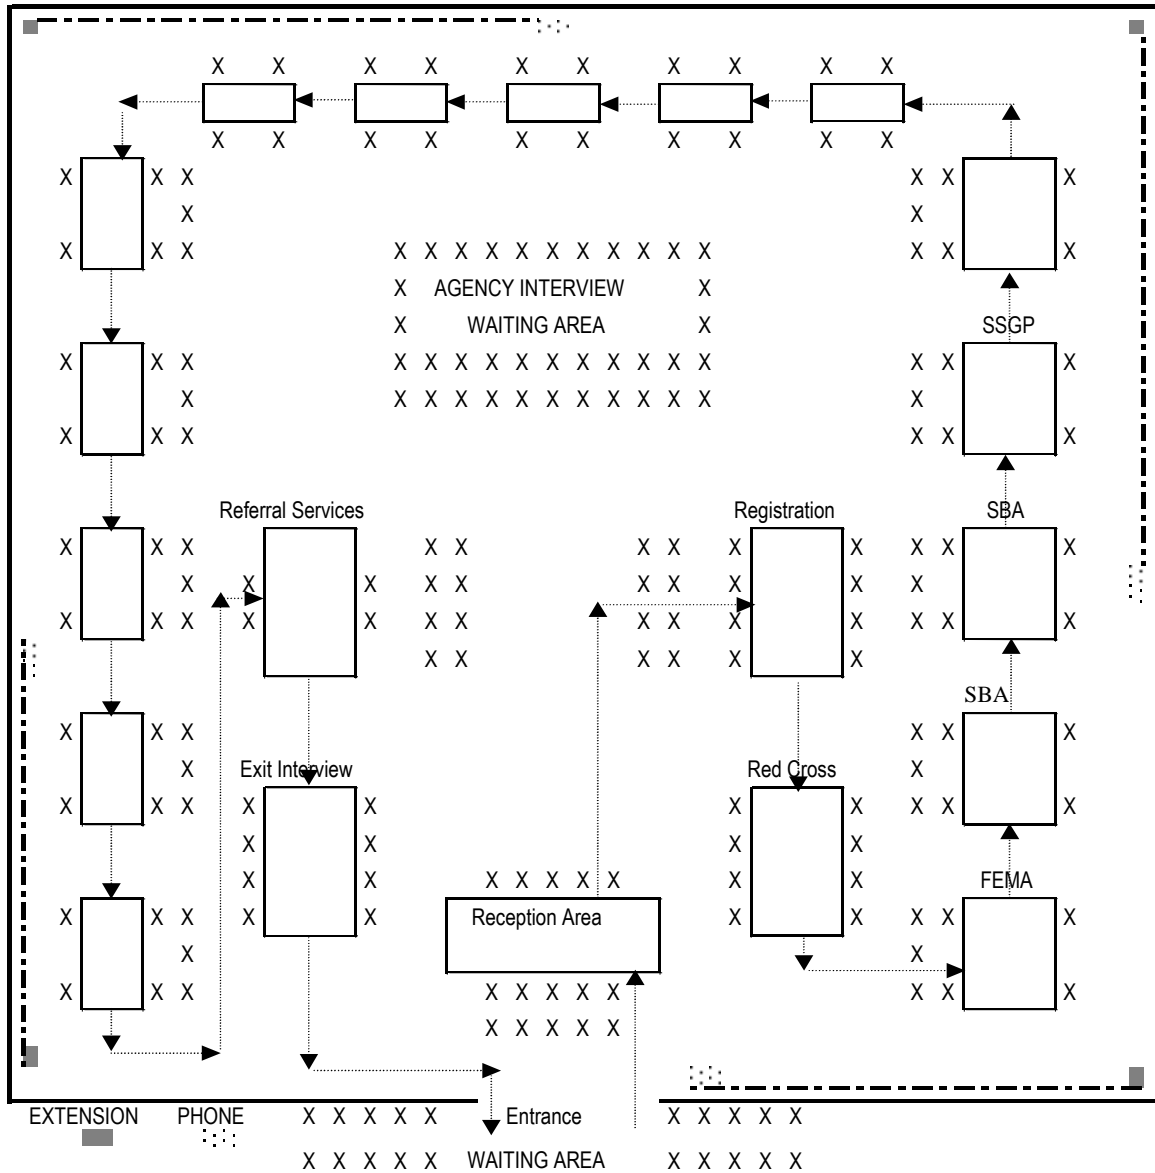 X X X X X X X X X X
X X X X X X X X X X
X X X X X X
X X
X X X X X X X X X X X X X X X X X
X AGENCY INTERVIEW X
X WAITING AREA X SSGP
X X X X X X X X X X X X X X X X X
X X X X X X X X X X X X X
X X X X X X
Referral Services Registration SBA
X X X X X X X X X X X X
X X X X X X X X X X
X X X X X X X X X X X X X X
X X X X X X
SBA
X X X X X X
X Exit Interview Red Cross X
X X X X X X X X X X
X X X X
X X X X X X X X X FEMA
X X X X X Reception Area X X X X X
X X
X X X X X X X X X X X
X X X X X
EXTENSION PHONE X X X X X Entrance X X X X X
X X X X X WAITING AREA X X X X X